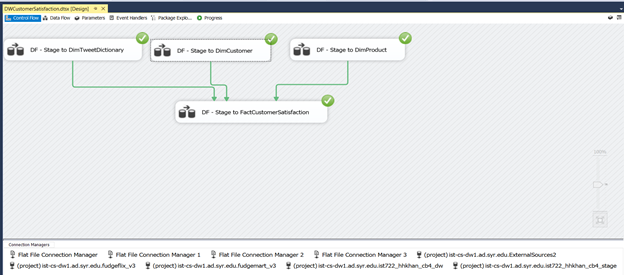 DWCustomerSatisfaction.dtsx [Design]
Control Flow Data Flow Parameters Event Handlers Package Explo... Progress
DF - Stage to DimTweetDictionary DF - Stage to DimCustomer DF - Stage to DimProduct
DF - Stage to FactCustomerSatisfaction
100%
Connection Managers
Flat File Connection Manager Flat File Connection Manager 1 Flat File Connection Manager 2 Flat File Connection Manager 3 (project) ist-cs-dw1.ad.syr.edu.ExternalSources2
(project) ist-cs-dw1.ad.syr.edu.fudgeflix_v3 (project) ist-cs-dw1.ad.syr.edu.fudgemart_v3 (project) ist-cs-dw1.ad.syr.edu.ist722_hhkhan_cb4_dw (project) ist-cs-dw1.ad.syr.edu.ist722_hhkhan_cb4_stage